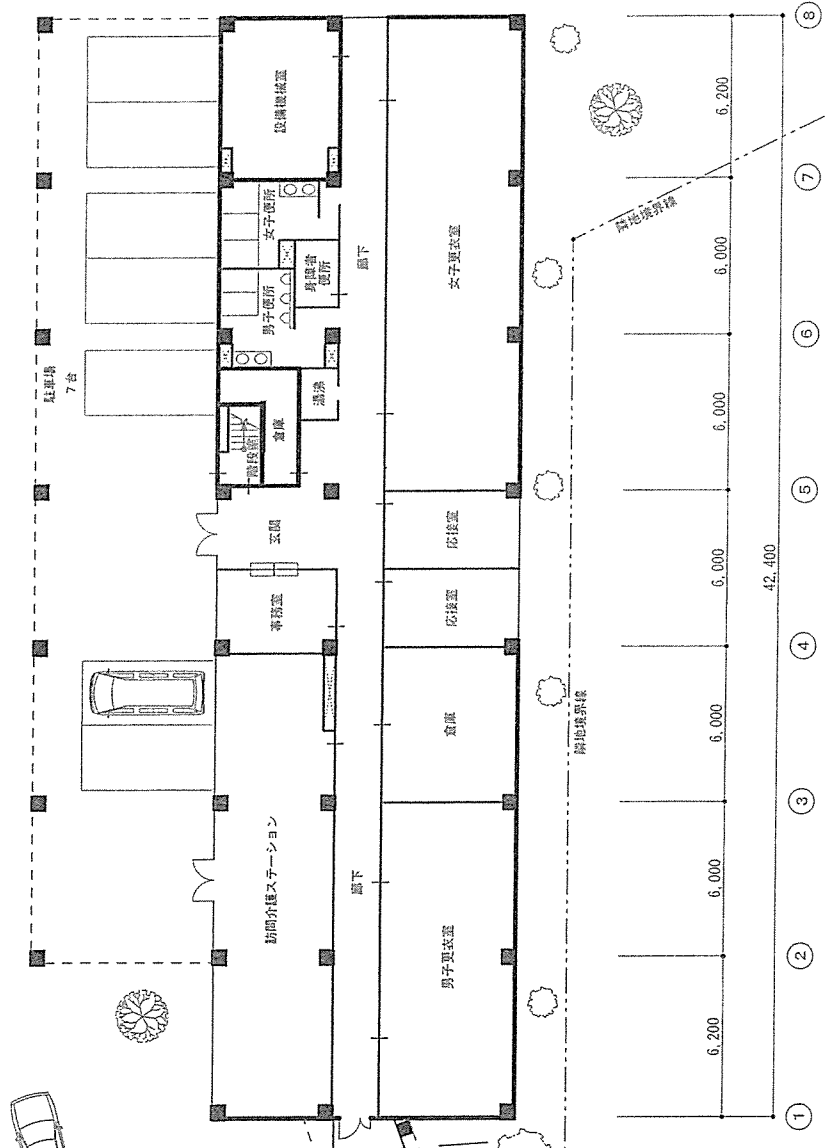 駐車場
7台
設備機械室
女子便所
身障者
便所
男子便所
湯沸
倉庫
階段室
廊下
女子更衣室
玄関
事務室
応接室
応接室
倉庫
訪問介護ステーション
廊下
男子更衣室
隣地境界線
隣地境界線
6,200
6,000
6,000
6,000
6,000
6,000
6,200
42,400
8
7
6
5
4
3
2
1